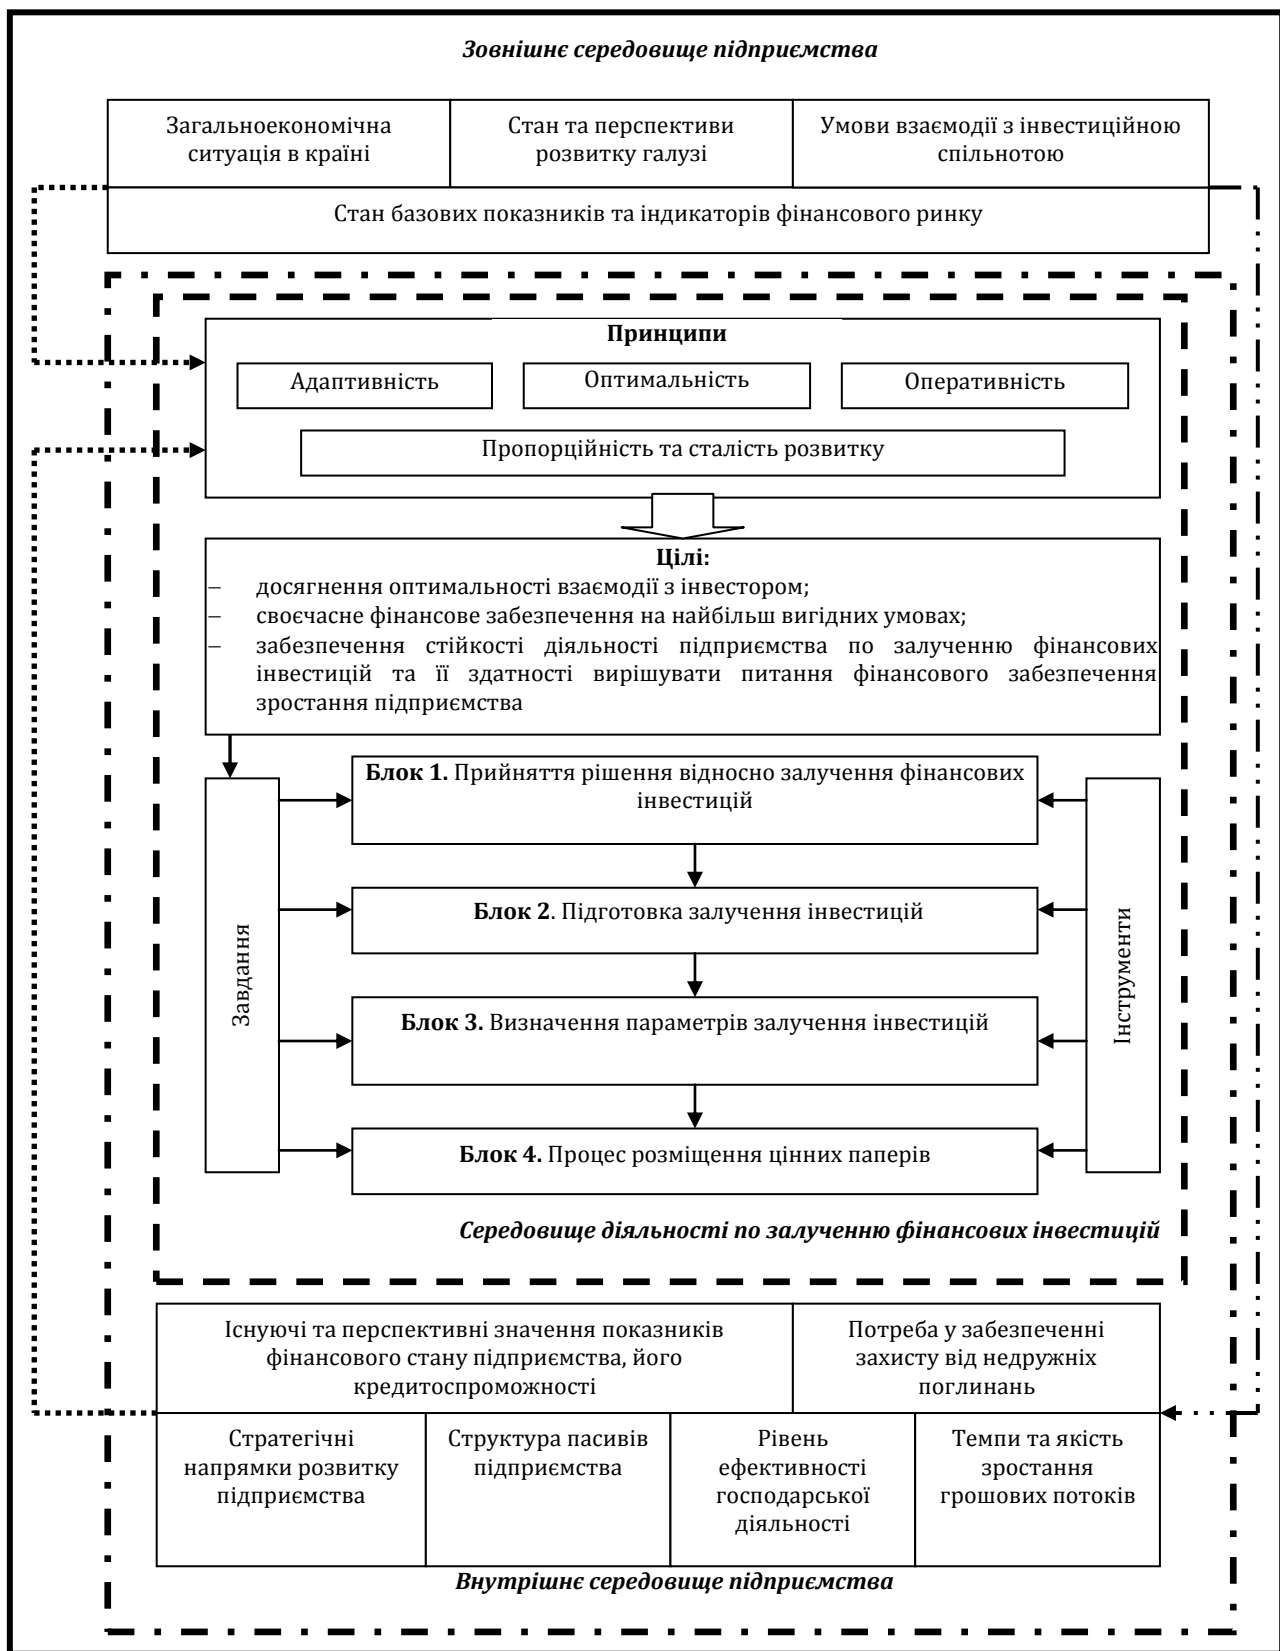 Зовнішнє середовище підприємства
Загальноекономічна
ситуація в країні
Стан та перспективи
розвитку галузі
Умови взаємодії з інвестиційною
спільнотою
Стан базових показників та індикаторів фінансового ринку
Принципи
Адаптивність
Оптимальність
Оперативність
Пропорційність та сталість розвитку
Цілі:
– досягнення оптимальності взаємодії з інвестором;
– своєчасне фінансове забезпечення на найбільш вигідних умовах;
– забезпечення стійкості діяльності підприємства по залученню фінансових
інвестицій та її здатності вирішувати питання фінансового забезпечення
зростання підприємства
Завдання
Блок 1. Прийняття рішення відносно залучення фінансових
інвестицій
Блок 2. Підготовка залучення інвестицій
Блок 3. Визначення параметрів залучення інвестицій
Блок 4. Процес розміщення цінних паперів
Інструменти
Середовище діяльності по залученню фінансових інвестицій
Існуючі та перспективні значення показників
фінансового стану підприємства, його
кредитоспроможності
Потреба у забезпеченні
захисту від недружніх
поглинань
Стратегічні
напрямки розвитку
підприємства
Структура пасивів
підприємства
Рівень
ефективності
господарської
діяльності
Темпи та якість
зростання
грошових потоків
Внутрішнє середовище підприємства